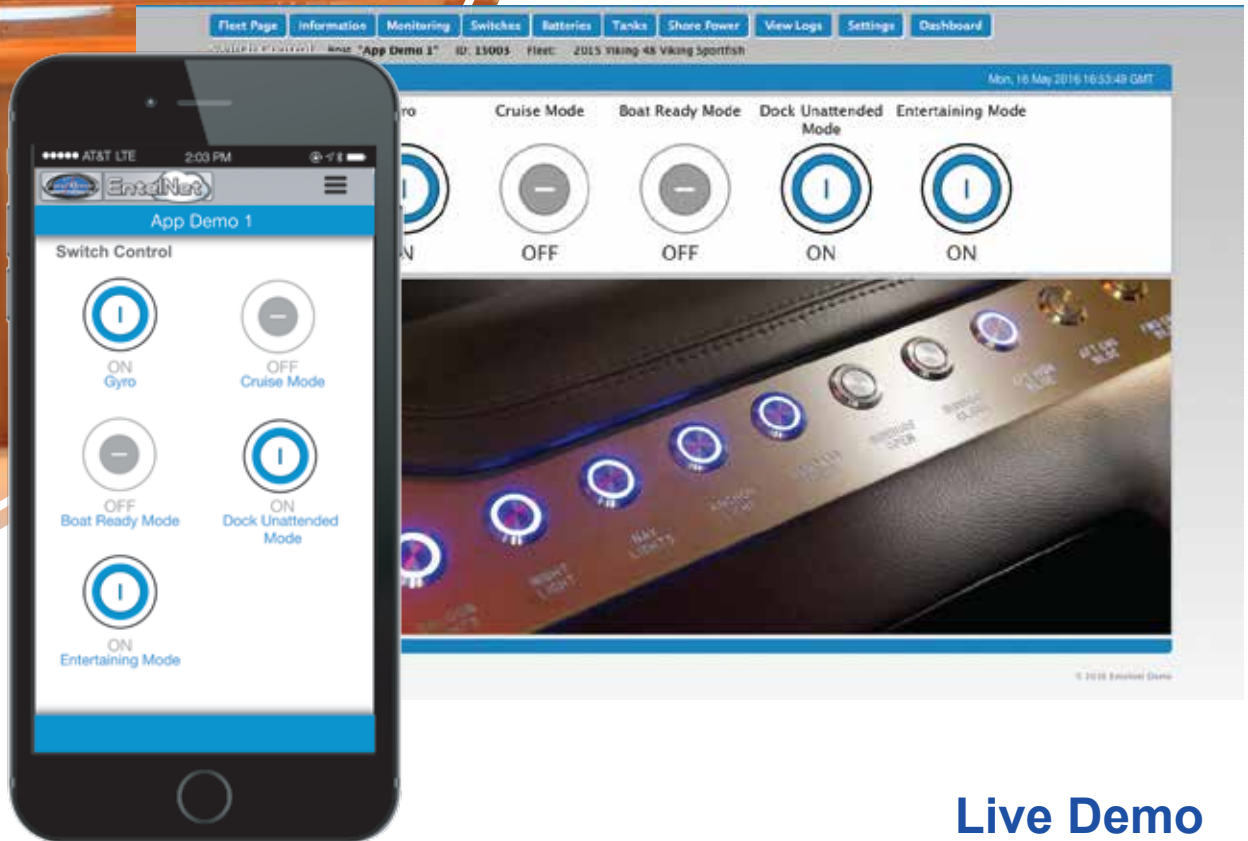 Fleet Page Information Monitoring Switches Batteries Tanks Shore Power View Logs Settings Dashboard
Boat "App Demo 1" ID: 15003 Fleet: 2015 Viking 48 Viking Sportfish
Mon, 16 May 2016 16:53:49 GMT
Cruise Mode Boat Ready Mode Dock Unattended Mode Entertaining Mode
OFF OFF ON ON
NIGHT LIGHT
NAV LIGHTS
AT&T LTE 2:03 PM
EntelNet
App Demo 1
Switch Control
ON OFF
Gyro Cruise Mode
OFF ON
Boat Ready Mode Dock Unattended
Mode
ON
Entertaining Mode
Live Demo